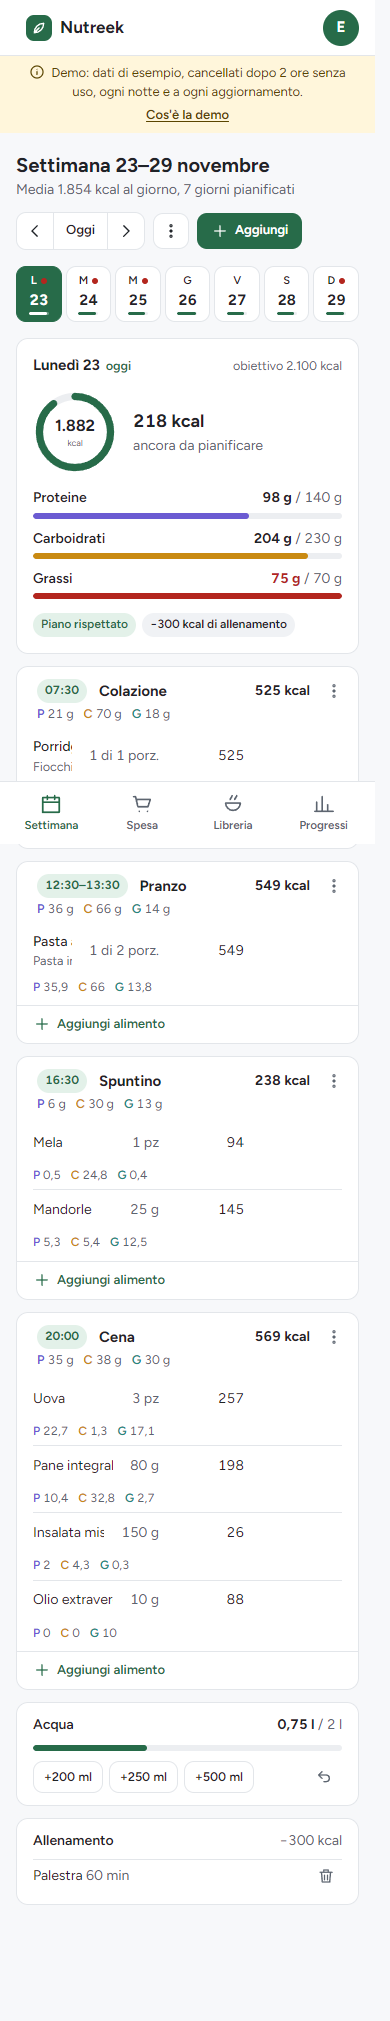 Nutreek
E
Demo: dati di esempio, cancellati dopo 2 ore senza
uso, ogni notte e a ogni aggiornamento.
Cos'è la demo
Settimana 23–29 novembre
Media 1.854 kcal al giorno, 7 giorni pianificati
Oggi
Aggiungi
L M M G V S D
23 24 25 26 27 28 29
Lunedì 23 oggi obiettivo 2.100 kcal
1.882 kcal
218 kcal
ancora da pianificare
Proteine 98 g / 140 g
Carboidrati 204 g / 230 g
Grassi 75 g / 70 g
Piano rispettato −300 kcal di allenamento
07:30 Colazione 525 kcal
P 21 g C 70 g G 18 g
1 di 1 porz. 525
Settimana Spesa Libreria Progressi
12:30–13:30 Pranzo 549 kcal
P 36 g C 66 g G 14 g
Pasta 1 di 2 porz. 549
Pasta
P 35,9 C 66 G 13,8
Aggiungi alimento
16:30 Spuntino 238 kcal
P 6 g C 30 g G 13 g
Mela 1 pz 94
P 0,5 C 24,8 G 0,4
Mandorle 25 g 145
P 5,3 C 5,4 G 12,5
Aggiungi alimento
20:00 Cena 569 kcal
P 35 g C 38 g G 30 g
Uova 3 pz 257
P 22,7 C 1,3 G 17,1
Pane integral 80 g 198
P 10,4 C 32,8 G 2,7
Insalata 150 g 26
P 2 C 4,3 G 0,3
Olio extraver 10 g 88
P 0 C 0 G 10
Aggiungi alimento
Acqua 0,75 l / 2 l
+200 ml +250 ml +500 ml
Allenamento −300 kcal
Palestra 60 min